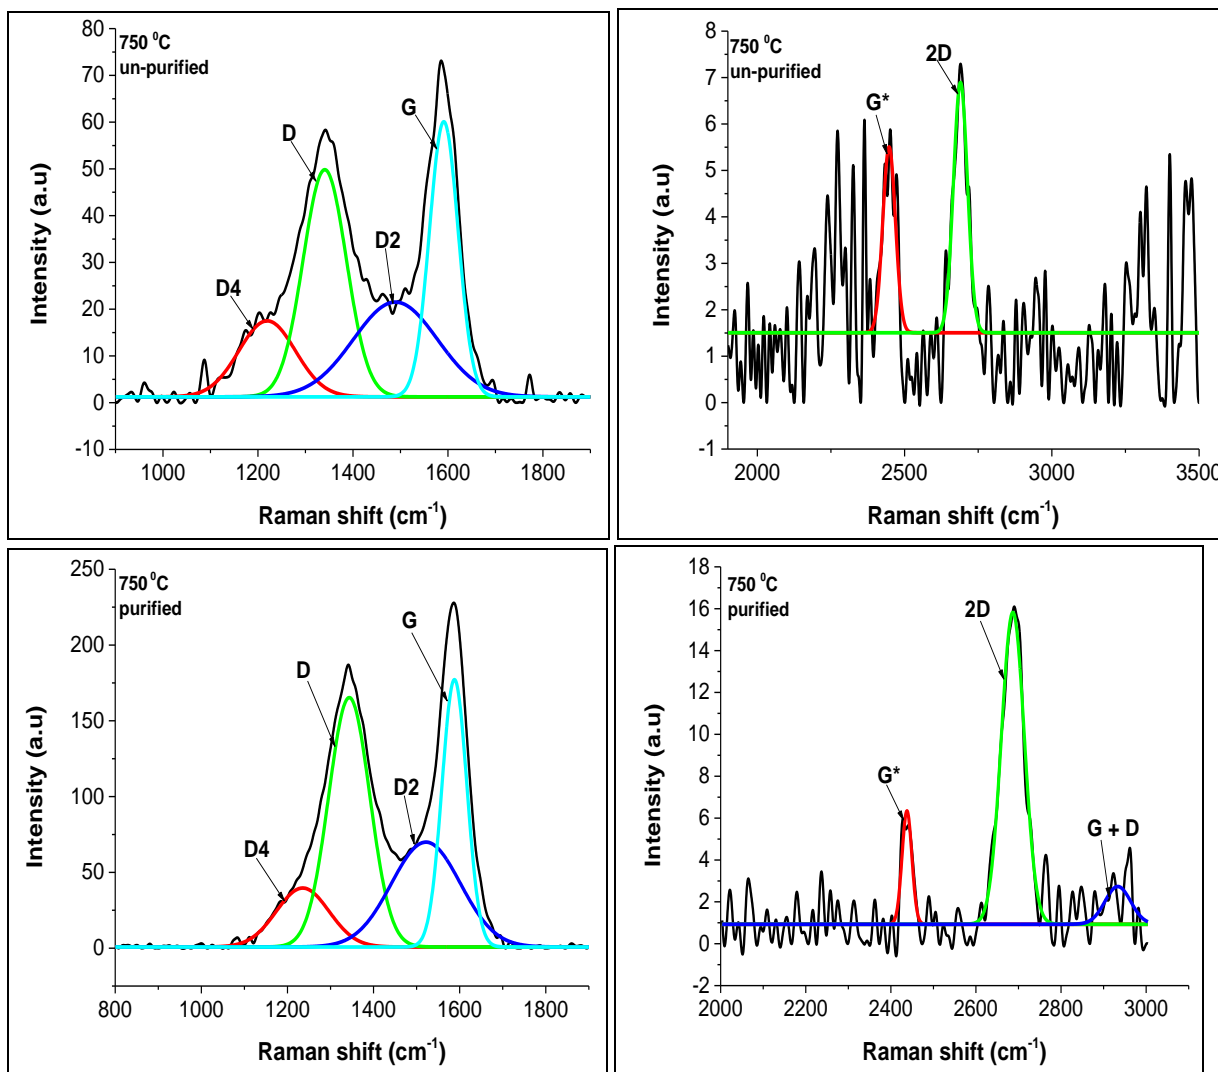 750 ⁰C
un-purified
D4
D
D2
G
80
70
60
50
40
30
20
10
0
-10
1000
1200
1400
1600
1800
Intensity (a.u)
Raman shift (cm⁻¹)
750 ⁰C
un-purified
G*
2D
8
7
6
5
4
3
2
1
0
-1
2000
2500
3000
3500
Intensity (a.u)
Raman shift (cm⁻¹)
750 ⁰C
purified
D4
D
D2
G
250
200
150
100
50
0
800
1000
1200
1400
1600
1800
Intensity (a.u)
Raman shift (cm⁻¹)
750 ⁰C
purified
G*
2D
G + D
18
16
14
12
10
8
6
4
2
0
-2
2000
2200
2400
2600
2800
3000
Intensity (a.u)
Raman shift (cm⁻¹)